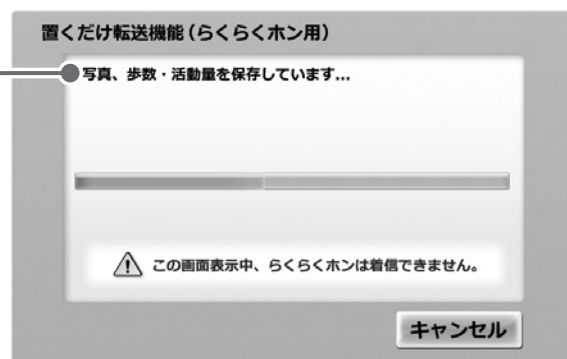 置くだけ転送機能（らくらくホン用）
写真、歩数・活動量を保存しています...
この画面表示中、らくらくホンは着信できません。
キャンセル